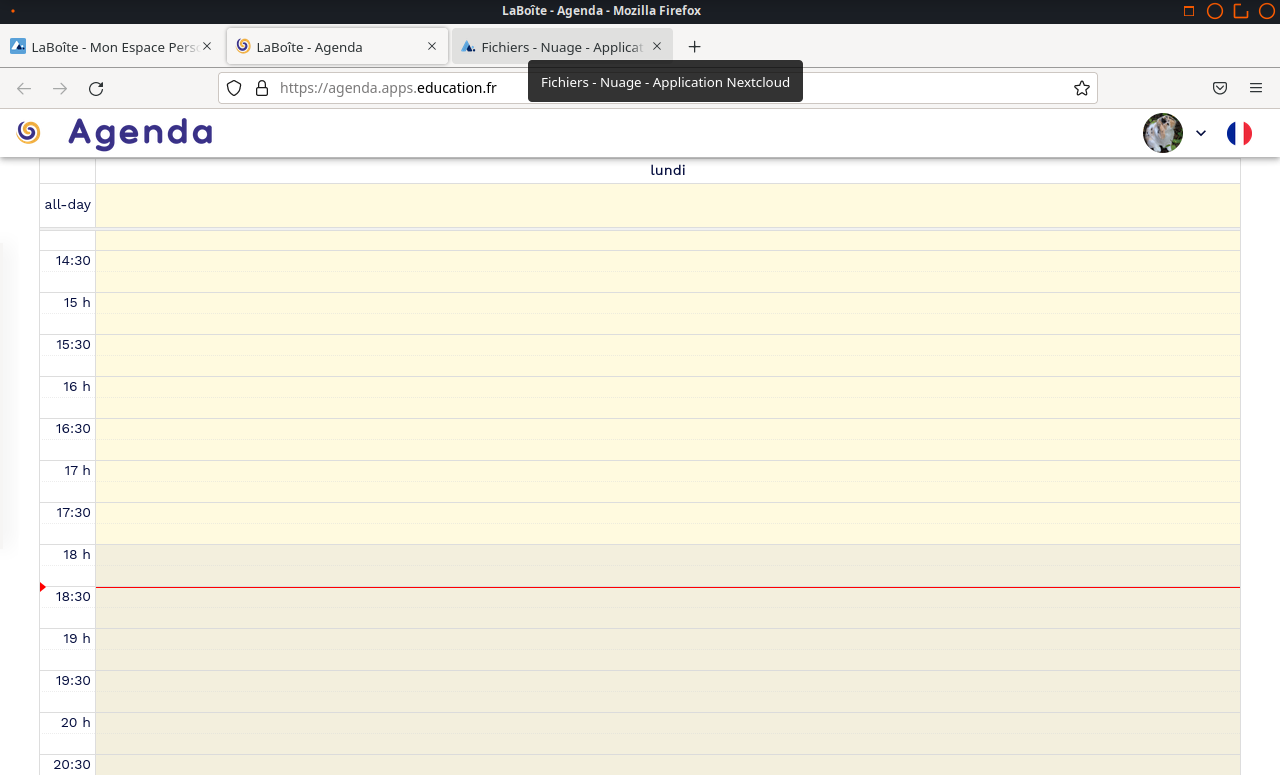 LaBoîte - Agenda - Mozilla Firefox
LaBoîte - Mon Espace Pers
LaBoîte - Agenda
Fichiers - Nuage - Applicat
Fichiers - Nuage - Application Nextcloud
https://agenda.apps.education.fr
Agenda
lundi
all-day
14:30
15 h
15:30
16 h
16:30
17 h
17:30
18 h
18:30
19 h
19:30
20 h
20:30